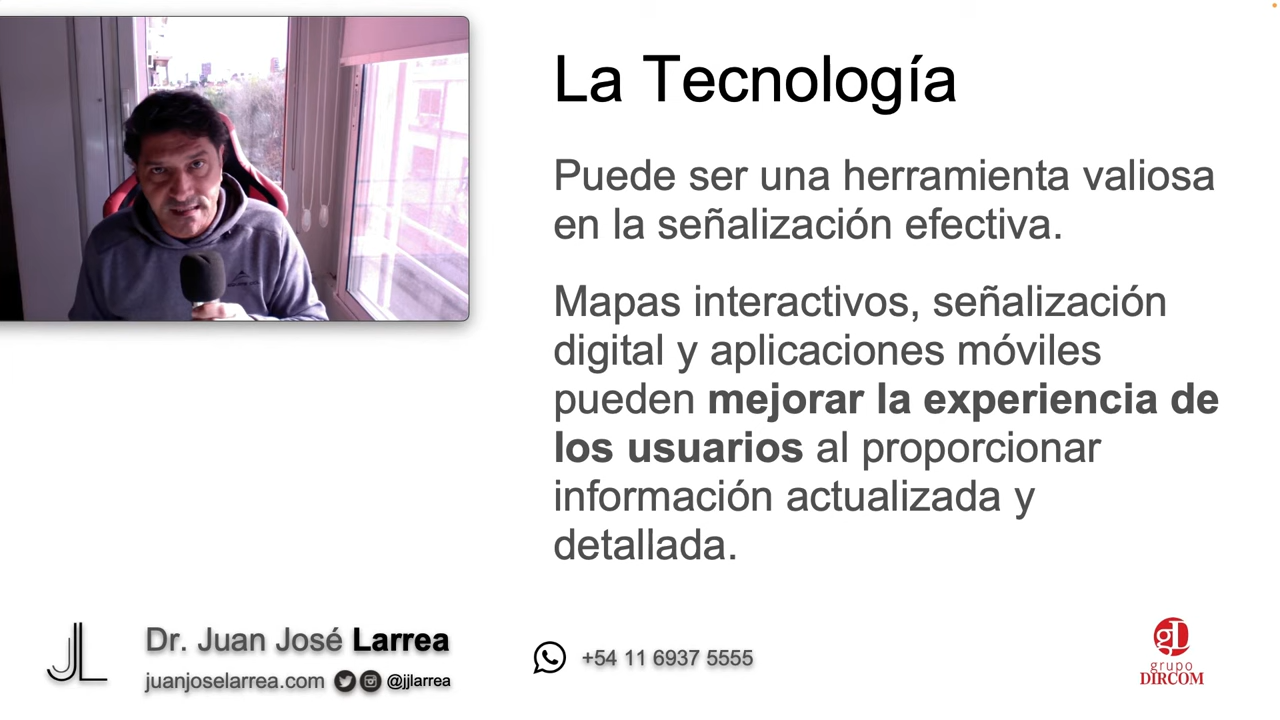 La Tecnología
Puede ser una herramienta valiosa
en la señalización efectiva.
Mapas interactivos, señalización
digital y aplicaciones móviles
pueden mejorar la experiencia de
los usuarios al proporcionar
información actualizada y
detallada.
JL
Dr. Juan José Larrea
juanjoselarrea.com @jjlarrea
+54 11 6937 5555
gD
grupo
DIRCOM